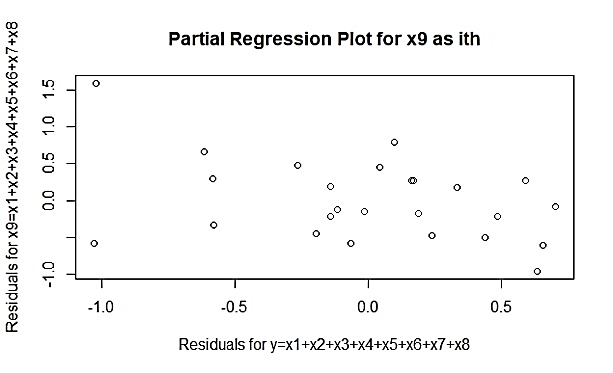 Partial Regression Plot for x9 as ith
Residuals for x9=x1+x2+x3+x4+x5+x6+x7+x8
1.5
1.0
0.5
0.0
-1.0
-1.0 -0.5 0.0 0.5
Residuals for y=x1+x2+x3+x4+x5+x6+x7+x8